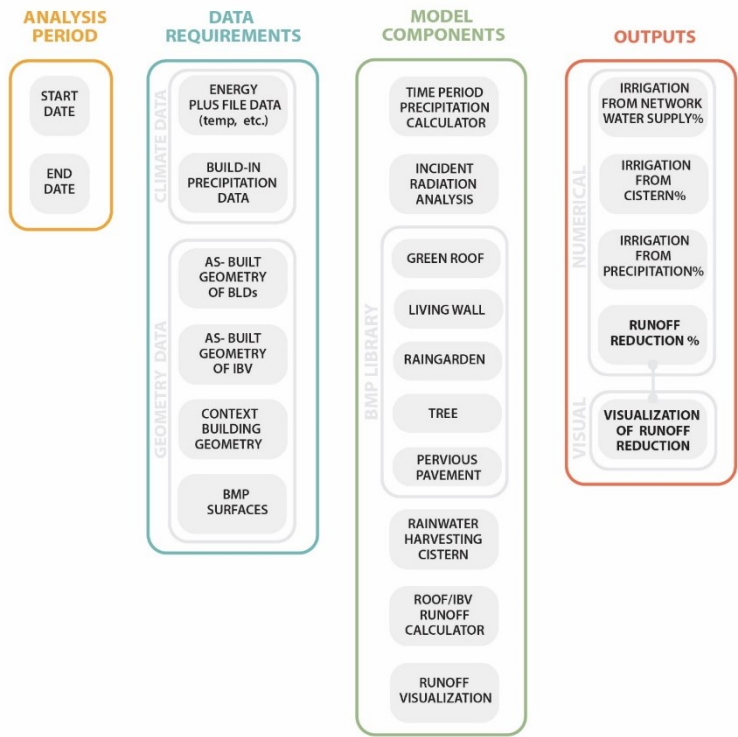 ANALYSIS
PERIOD
START
DATE
END
DATE
DATA
REQUIREMENTS
CLIMATE DATA
ENERGY
PLUS FILE DATA
(temp, etc.)
BUILD-IN
PRECIPITATION
DATA
GEOMETRY DATA
AS- BUILT
GEOMETRY
OF BLDs
AS- BUILT
GEOMETRY
OF IBV
CONTEXT
BUILDING
GEOMETRY
BMP
SURFACES
MODEL
COMPONENTS
TIME PERIOD
PRECIPITATION
CALCULATOR
INCIDENT
RADIATION
ANALYSIS
BMP LIBRARY
GREEN ROOF
LIVING WALL
RAINGARDEN
TREE
PERVIOUS
PAVEMENT
RAINWATER
HARVESTING
CISTERN
ROOF/IBV
RUNOFF
CALCULATOR
RUNOFF
VISUALIZATION
OUTPUTS
NUMERICAL
IRRIGATION
FROM NETWORK
WATER SUPPLY%
IRRIGATION
FROM
CISTERN%
IRRIGATION
FROM
PRECIPITATION%
RUNOFF
REDUCTION %
VISUAL
VISUALIZATION
OF RUNOFF
REDUCTION